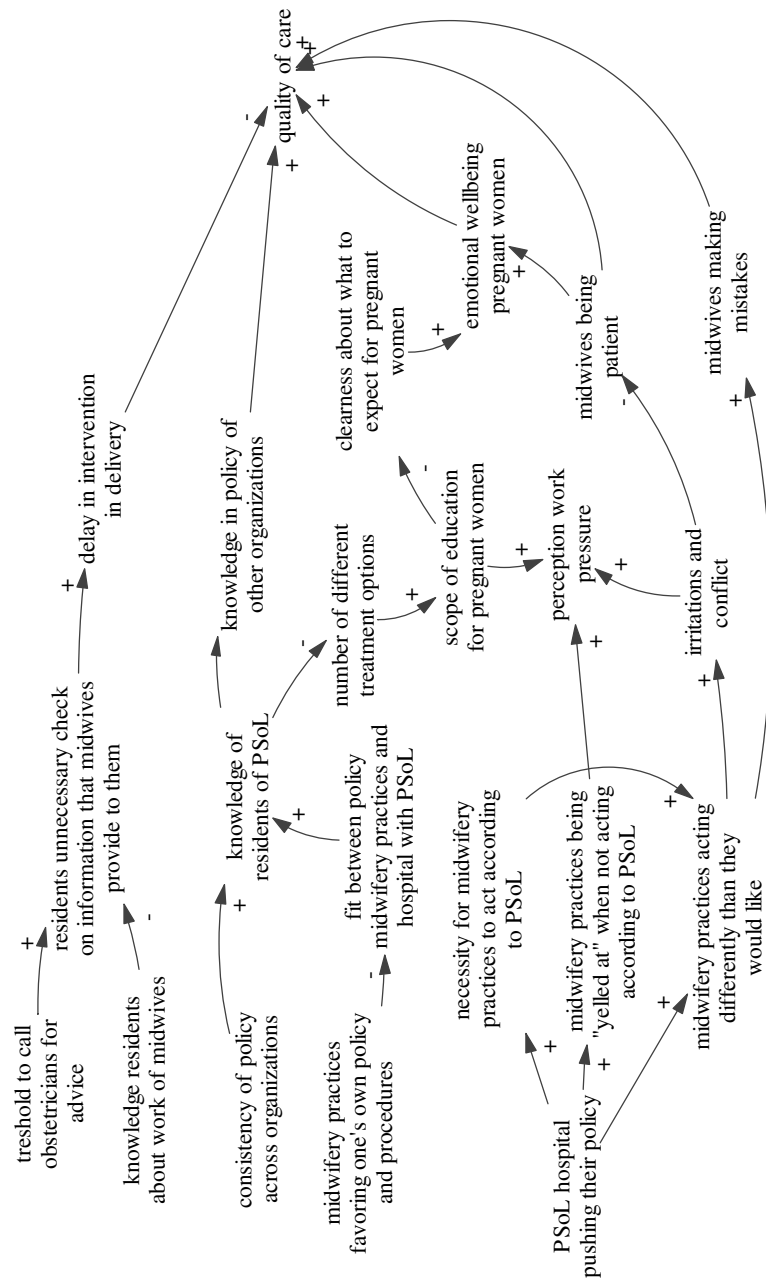 treshold to call
obstetricians for
advice
knowledge residents
about work of midwives
residents unnecessary check
on information that midwives
provide to them
delay in intervention
in delivery
quality of care
consistency of policy
across organizations
knowledge of
residents of PSoL
knowledge in policy of
other organizations
midwifery practices
favoring one's own policy
and procedures
fit between policy
midwifery practices and
hospital with PSoL
number of different
treatment options
scope of education
for pregnant women
clearness about what to
expect for pregnant
women
emotional wellbeing
pregnant women
necessity for midwifery
practices to act according
to PSoL
midwifery practices being
"yelled at" when not acting
according to PSoL
perception work
pressure
midwives being
patient
PSoL hospital
pushing their policy
midwifery practices acting
differently than they
would like
irritations and
conflict
midwives making
mistakes
+
-
+
-
+
+
+
+
+
-
+
-
+
-
+
+
+
+
+
+
+
+
+
+
-
+